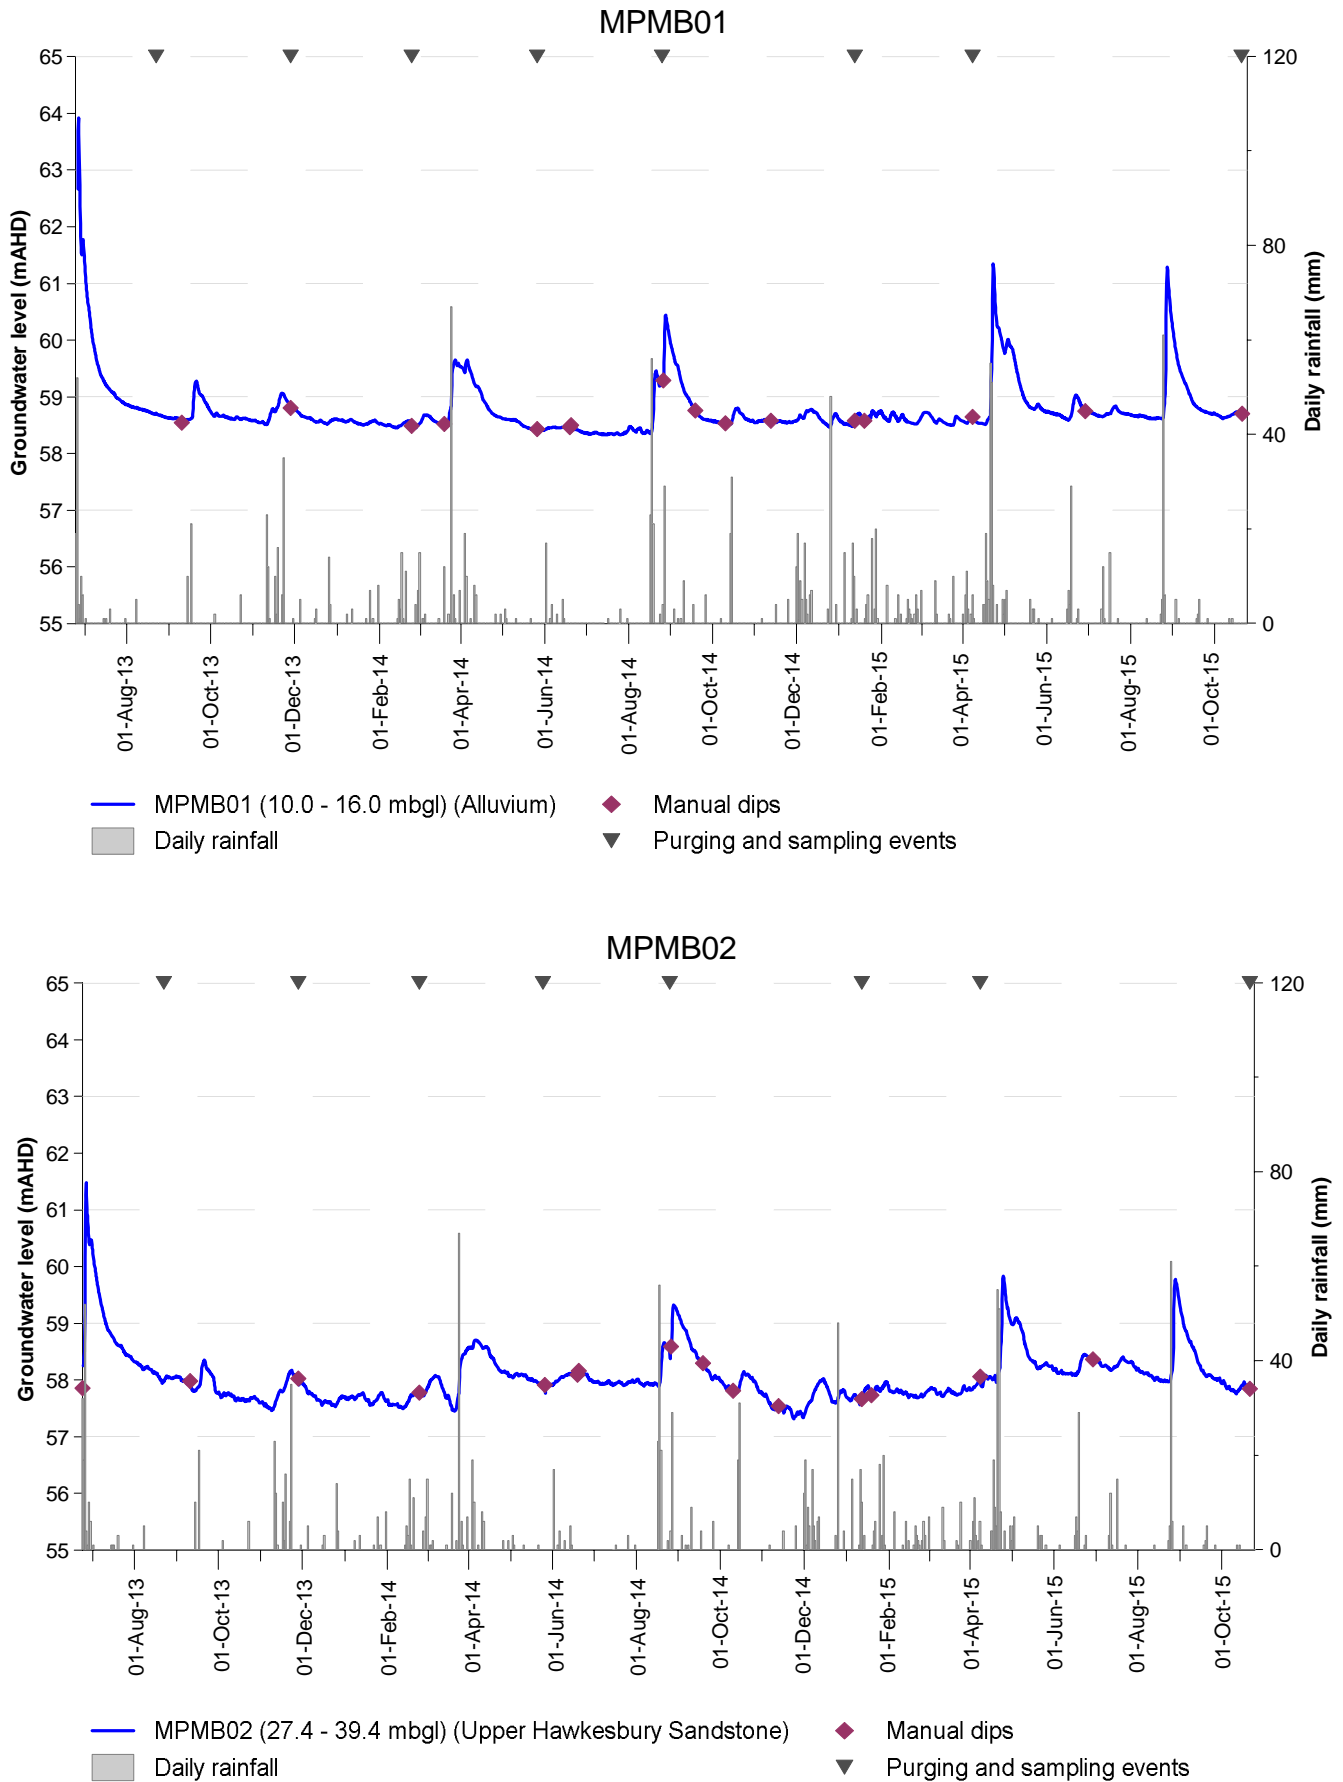 MPMB01
65
64
63
62
61
60
59
58
57
56
55
Groundwater level (mAHD)
120
80
40
0
Daily rainfall (mm)
01-Aug-13
01-Oct-13
01-Dec-13
01-Feb-14
01-Apr-14
01-Jun-14
01-Aug-14
01-Oct-14
01-Dec-14
01-Feb-15
01-Apr-15
01-Jun-15
01-Aug-15
01-Oct-15
MPMB01 (10.0 - 16.0 mbgl) (Alluvium)
Manual dips
Daily rainfall
Purging and sampling events
MPMB02
65
64
63
62
61
60
59
58
57
56
55
Groundwater level (mAHD)
120
80
40
0
Daily rainfall (mm)
01-Aug-13
01-Oct-13
01-Dec-13
01-Feb-14
01-Apr-14
01-Jun-14
01-Aug-14
01-Oct-14
01-Dec-14
01-Feb-15
01-Apr-15
01-Jun-15
01-Aug-15
01-Oct-15
MPMB02 (27.4 - 39.4 mbgl) (Upper Hawkesbury Sandstone)
Manual dips
Daily rainfall
Purging and sampling events